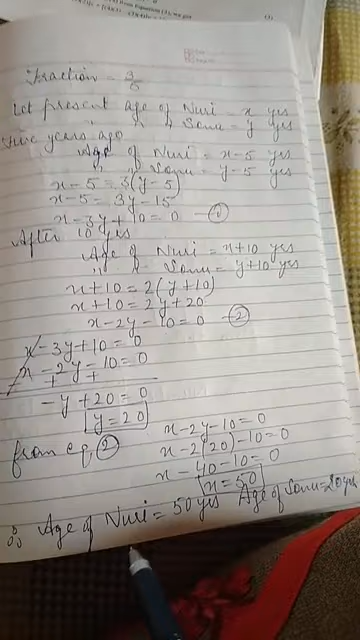 Fraction = 3/5
Let present age of Nuri = x yrs
" " " Sonu = y yrs
Five years ago
Age of Nuri = x-5 yrs
" " Sonu = y-5 yrs
x-5 = 3(y-5)
x-5 = 3y-15
x-3y+10=0 —①
After 10 yrs
Age of Nuri = x+10 yrs
" " Sonu = y+10 yrs
x+10 = 2(y+10)
x+10 = 2y+20
x-2y-10=0 —②
x-3y+10=0
x-2y-10=0
- + +
-y+20=0
y=20
from eq ②
x-2y-10=0
x-2(20)-10=0
x-40-10=0
x=50
∴ Age of Nuri = 50 yrs Age of Sonu = 20 yrs